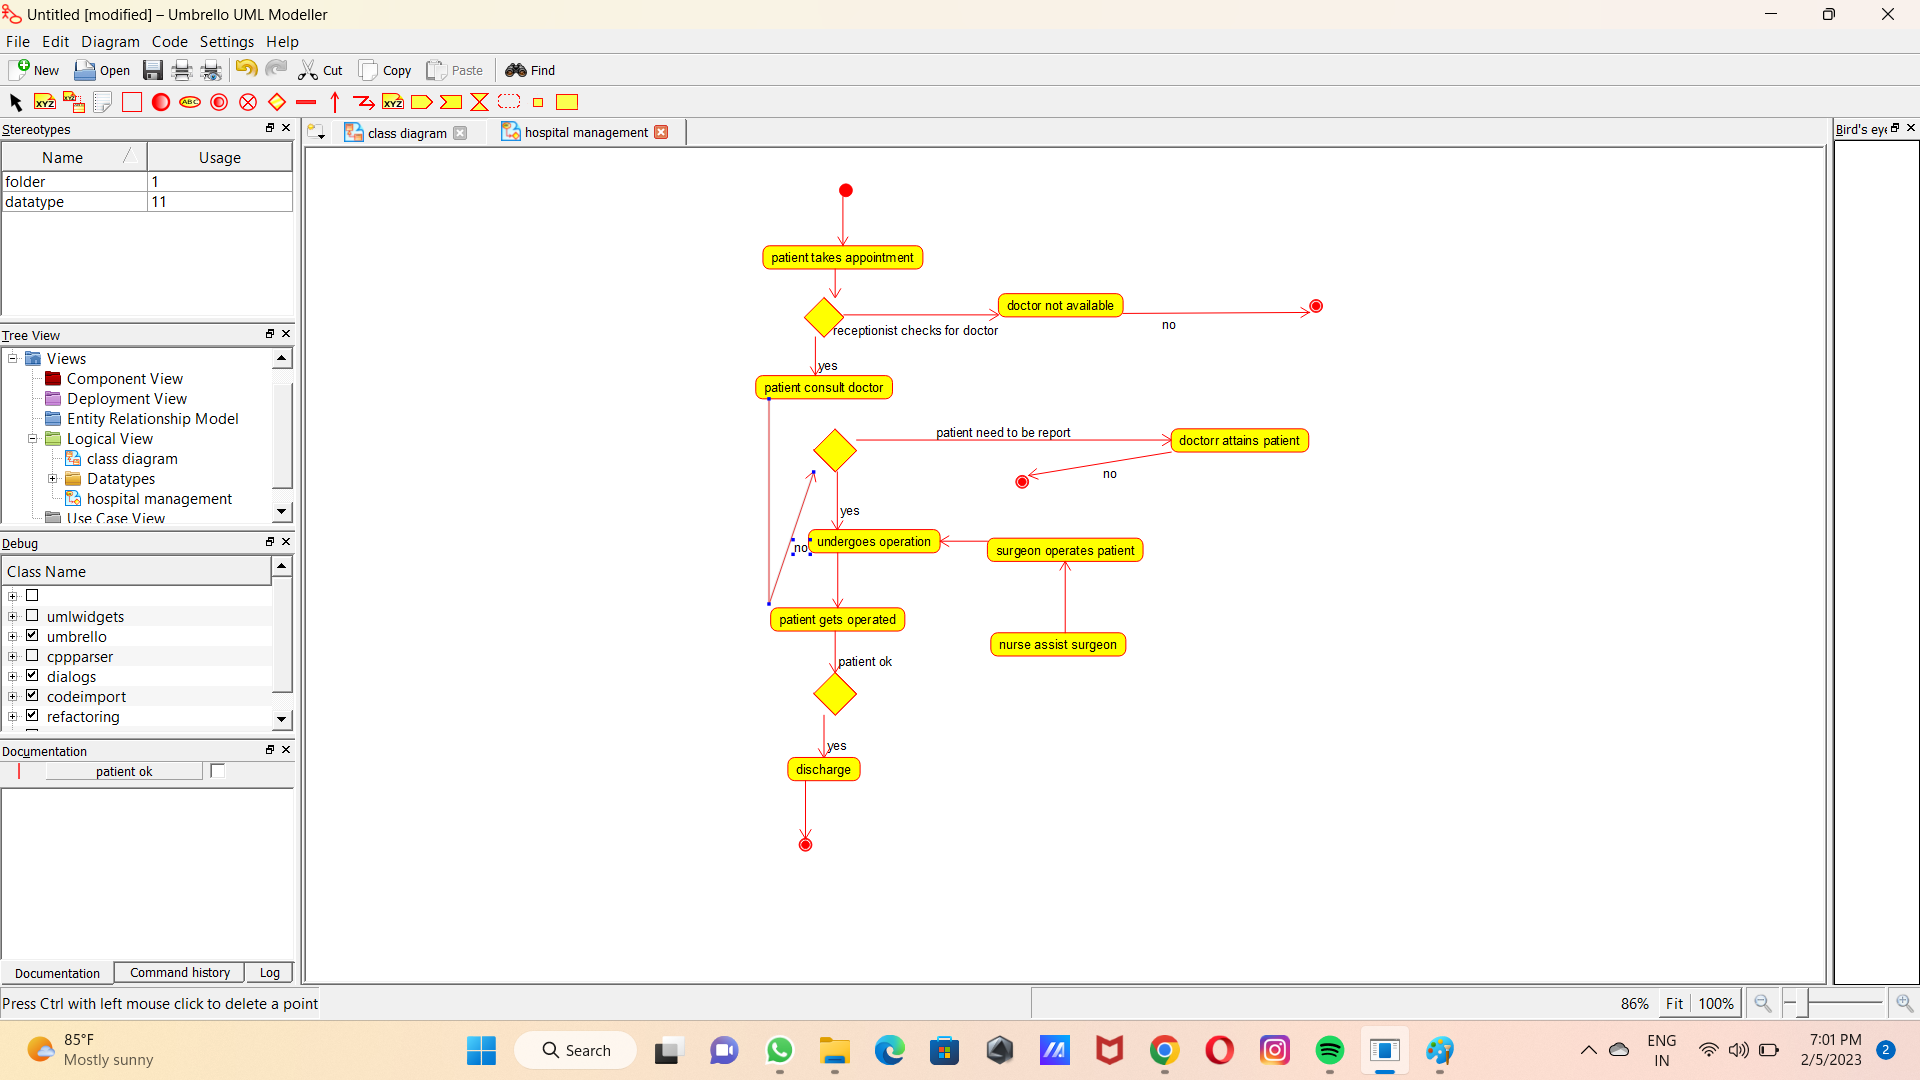 Untitled [modified] – Umbrello UML Modeller
File Edit Diagram Code Settings Help
New Open Cut Copy Paste Find
XYZ XYZ ABC XYZ
Stereotypes
Name Usage
folder 1
datatype 11
Tree View
Views
Component View
Deployment View
Entity Relationship Model
Logical View
class diagram
Datatypes
hospital management
Use Case View
Debug
Class Name
umlwidgets
umbrello
cppparser
dialogs
codeimport
refactoring
Documentation
patient ok
Documentation Command history Log
class diagram hospital management
patient takes appointment
doctor not available
no
receptionist checks for doctor
yes
patient consult doctor
patient need to be report
doctorr attains patient
no
yes
no
undergoes operation
surgeon operates patient
patient gets operated
nurse assist surgeon
patient ok
yes
discharge
Bird's eye
Press Ctrl with left mouse click to delete a point
86% Fit 100%
85°F
Mostly sunny
Search
ENG
IN
7:01 PM
2/5/2023
2